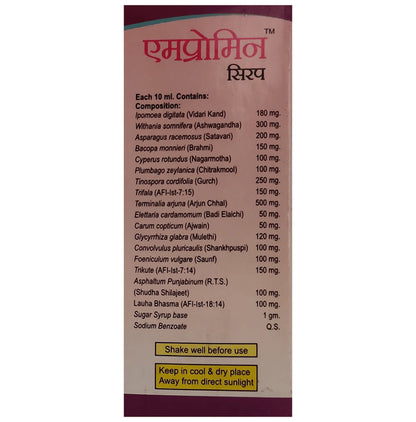 एमप्रोमिन™
सिरप
Each 10 ml. Contains:
Composition:
Ipomoea digitata (Vidari Kand) 180 mg.
Withania somnifera (Ashwagandha) 300 mg.
Asparagus racemosus (Satavari) 200 mg.
Bacopa monnieri (Brahmi) 150 mg.
Cyperus rotundus (Nagarmotha) 100 mg.
Plumbago zeylanica (Chitrakmool) 100 mg.
Tinospora cordifolia (Gurch) 250 mg.
Trifala (AFI-Ist-7:15) 150 mg.
Terminalia arjuna (Arjun Chhal) 500 mg.
Elettaria cardamomum (Badi Elaichi) 50 mg.
Carum copticum (Ajwain) 50 mg.
Glycyrrhiza glabra (Mulethi) 120 mg.
Convolvulus pluricaulis (Shankhpuspi) 100 mg.
Foeniculum vulgare (Saunf) 100 mg.
Trikute (AFI-Ist-7:14) 150 mg.
Asphaltum Punjabinum (R.T.S.)
(Shudha Shilajeet) 100 mg.
Lauha Bhasma (AFI-Ist-18:14) 100 mg.
Sugar Syrup base 1 gm.
Sodium Benzoate Q.S.
Shake well before use
Keep in cool & dry place
Away from direct sunlight